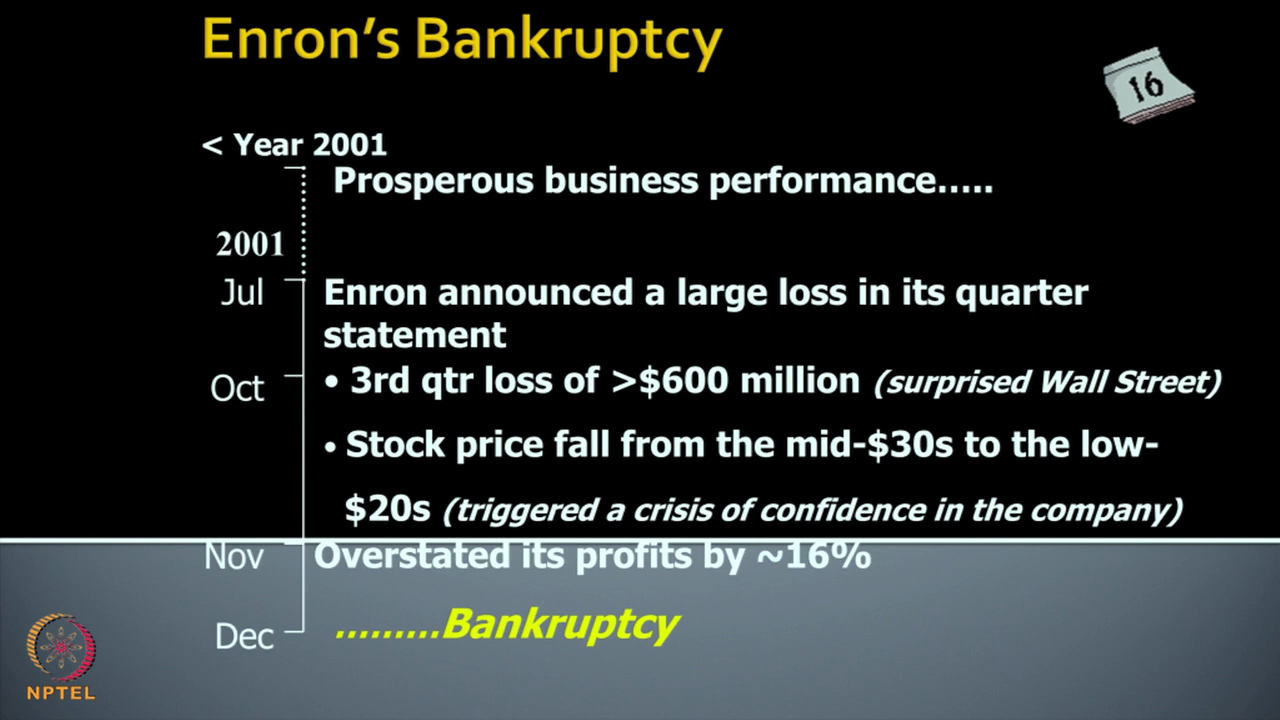 Enron's Bankruptcy
16
< Year 2001
Prosperous business performance.....
2001
Jul
Enron announced a large loss in its quarter
statement
Oct
• 3rd qtr loss of >$600 million (surprised Wall Street)
• Stock price fall from the mid-$30s to the low-
$20s (triggered a crisis of confidence in the company)
Nov
Overstated its profits by ~16%
Dec
.........Bankruptcy
NPTEL